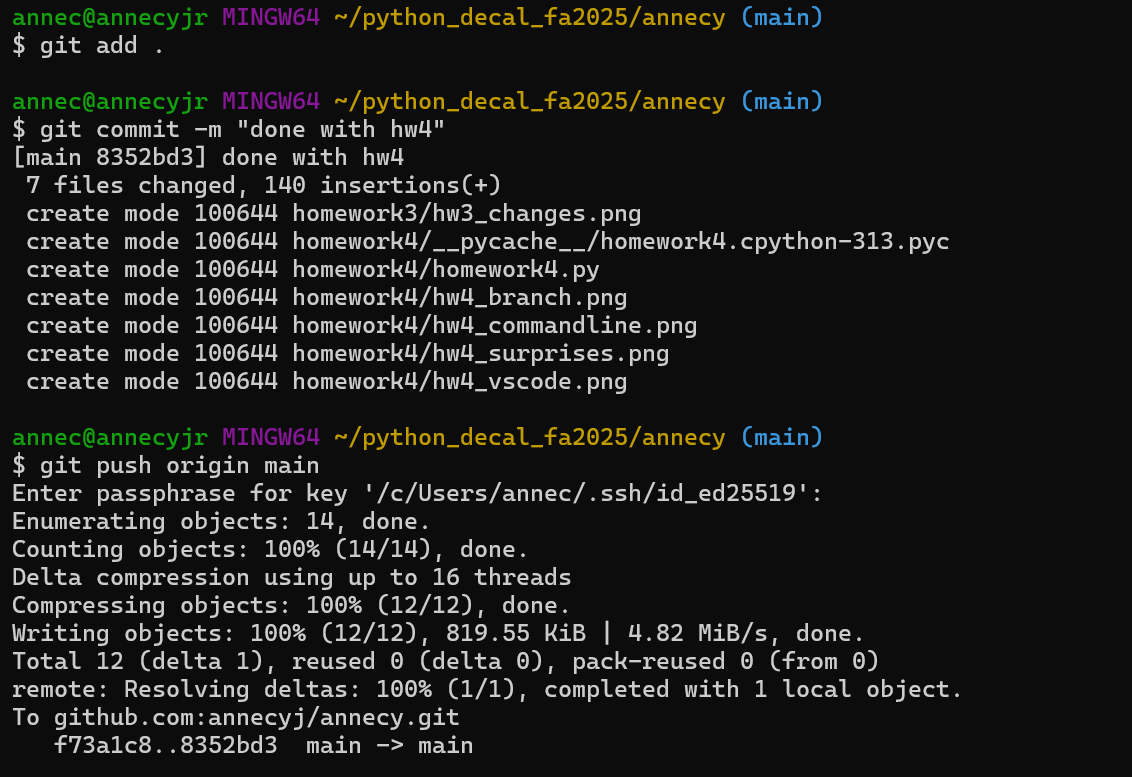 annec@annecyjr MINGW64 ~/python_decal_fa2025/annecy (main)
$ git add .
annec@annecyjr MINGW64 ~/python_decal_fa2025/annecy (main)
$ git commit -m "done with hw4"
[main 8352bd3] done with hw4
 7 files changed, 140 insertions(+)
 create mode 100644 homework3/hw3_changes.png
 create mode 100644 homework4/__pycache__/homework4.cpython-313.pyc
 create mode 100644 homework4/homework4.py
 create mode 100644 homework4/hw4_branch.png
 create mode 100644 homework4/hw4_commandline.png
 create mode 100644 homework4/hw4_surprises.png
 create mode 100644 homework4/hw4_vscode.png
annec@annecyjr MINGW64 ~/python_decal_fa2025/annecy (main)
$ git push origin main
Enter passphrase for key '/c/Users/annec/.ssh/id_ed25519':
Enumerating objects: 14, done.
Counting objects: 100% (14/14), done.
Delta compression using up to 16 threads
Compressing objects: 100% (12/12), done.
Writing objects: 100% (12/12), 819.55 KiB | 4.82 MiB/s, done.
Total 12 (delta 1), reused 0 (delta 0), pack-reused 0 (from 0)
remote: Resolving deltas: 100% (1/1), completed with 1 local object.
To github.com:annecyj/annecy.git
   f73a1c8..8352bd3  main -> main